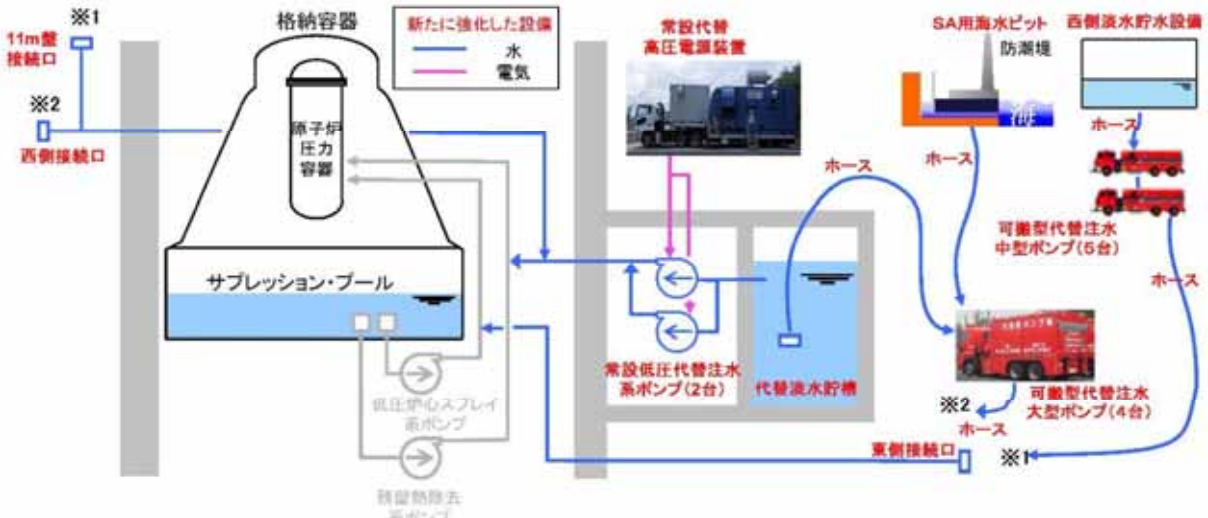 ※1
11m盤
接続口
※2
西側接続口
格納容器
原子炉
圧力
容器
サプレッション・プール
新たに強化した設備
水
電気
低圧炉心スプレイ
系ポンプ
残留熱除去
系ポンプ
常設代替
高圧電源装置
常設低圧代替注水
系ポンプ(2台)
代替淡水貯槽
SA用海水ピット
防潮堤
海
ホース
ホース
西側淡水貯水設備
ホース
可搬型代替注水
中型ポンプ(5台)
ホース
可搬型代替注水
大型ポンプ(4台)
※2
ホース
東側接続口
※1